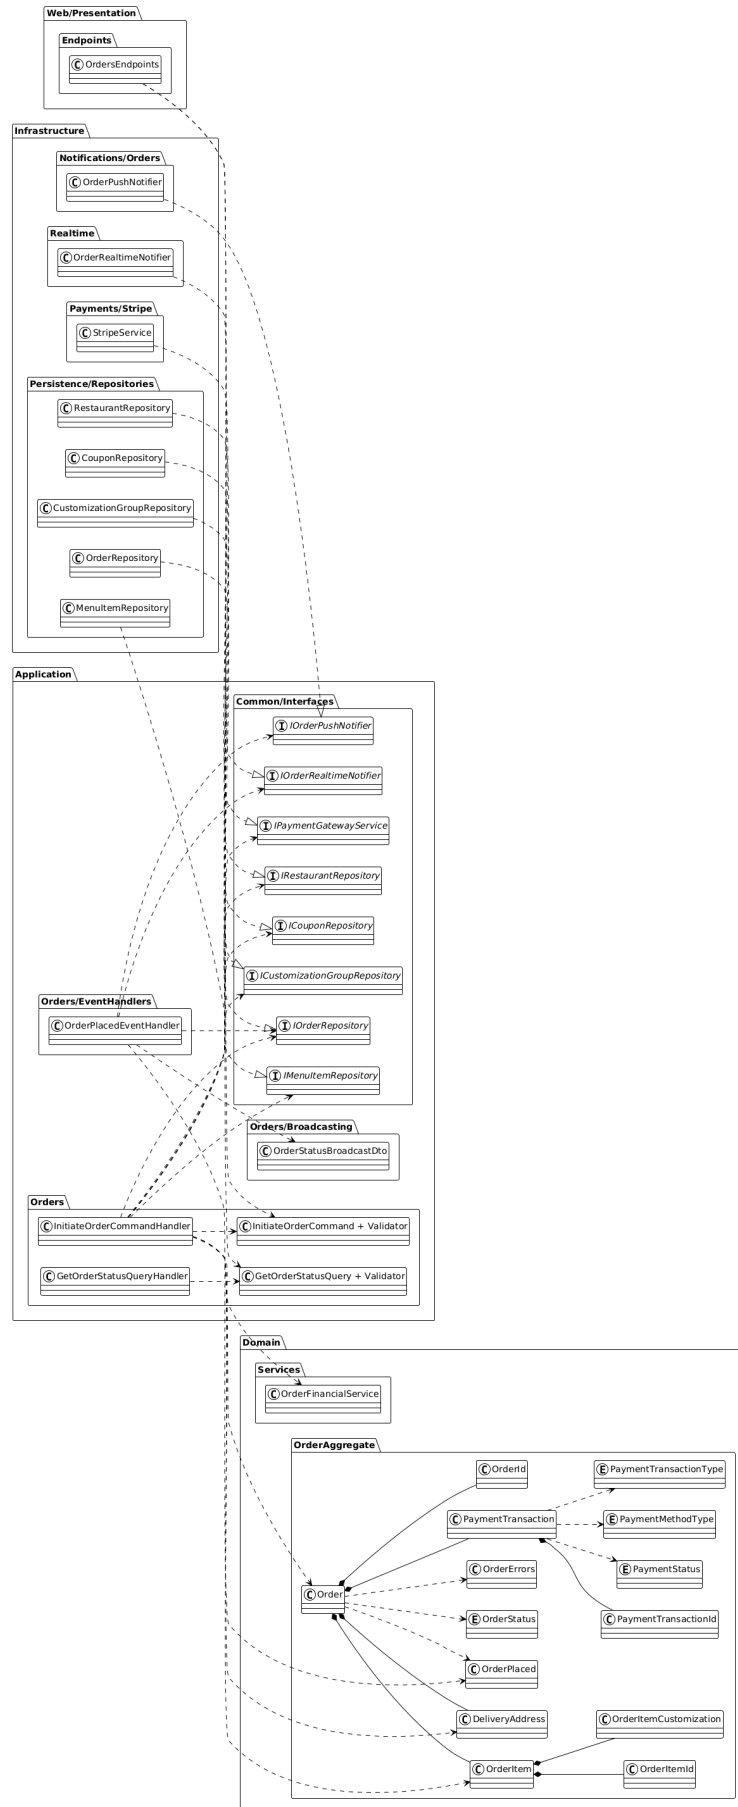 Web/Presentation
Endpoints
C OrdersEndpoints
Infrastructure
Notifications/Orders
C OrderPushNotifier
Realtime
C OrderRealtimeNotifier
Payments/Stripe
C StripeService
Persistence/Repositories
C RestaurantRepository
C CouponRepository
C CustomizationGroupRepository
C OrderRepository
C MenuItemRepository
Application
Common/Interfaces
I IOrderPushNotifier
I IOrderRealtimeNotifier
I IPaymentGatewayService
I IRestaurantRepository
I ICouponRepository
I ICustomizationGroupRepository
Orders/EventHandlers
C OrderPlacedEventHandler
I IOrderRepository
I IMenuItemRepository
Orders/Broadcasting
C OrderStatusBroadcastDto
Orders
C InitiateOrderCommandHandler
C InitiateOrderCommand + Validator
C GetOrderStatusQueryHandler
C GetOrderStatusQuery + Validator
Domain
Services
C OrderFinancialService
OrderAggregate
C OrderId
E PaymentTransactionType
C PaymentTransaction
E PaymentMethodType
C OrderErrors
E PaymentStatus
C Order
E OrderStatus
C PaymentTransactionId
C OrderPlaced
C DeliveryAddress
C OrderItemCustomization
C OrderItem
C OrderItemId